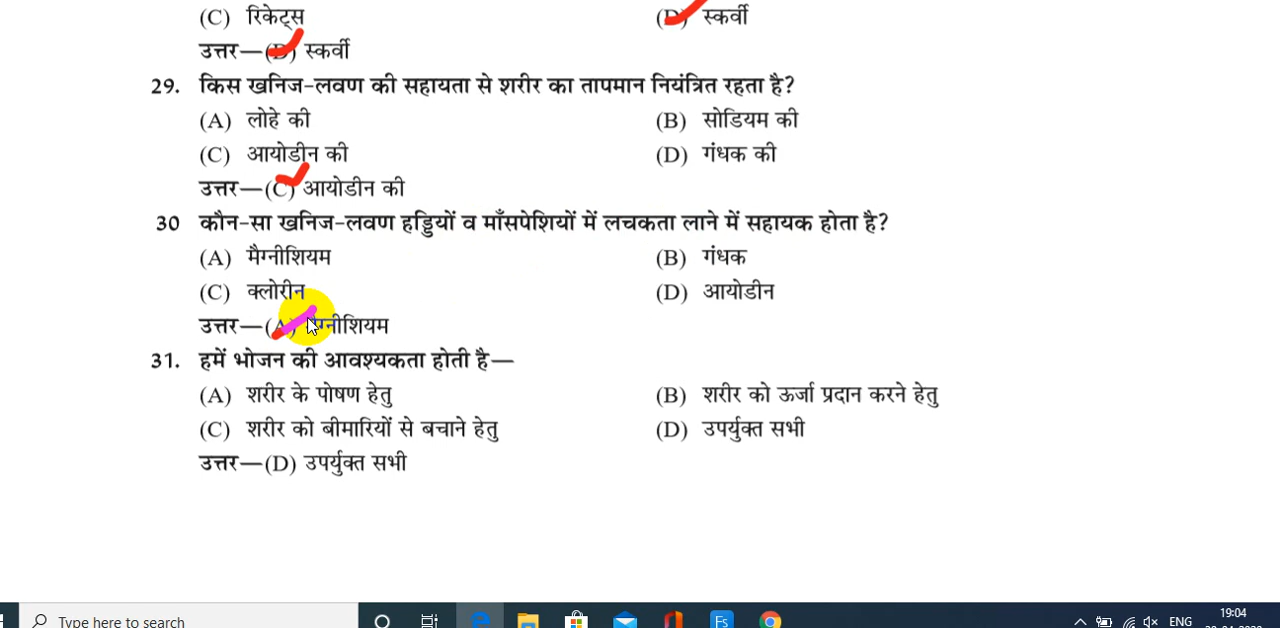 (C) रिकेट्स (D) स्कर्वी
उत्तर—(D) स्कर्वी
29. किस खनिज-लवण की सहायता से शरीर का तापमान नियंत्रित रहता है?
(A) लोहे की (B) सोडियम की
(C) आयोडीन की (D) गंधक की
उत्तर—(C) आयोडीन की
30 कौन-सा खनिज-लवण हड्डियों व माँसपेशियों में लचकता लाने में सहायक होता है?
(A) मैग्नीशियम (B) गंधक
(C) क्लोरीन (D) आयोडीन
उत्तर—(A) मैग्नीशियम
31. हमें भोजन की आवश्यकता होती है—
(A) शरीर के पोषण हेतु (B) शरीर को ऊर्जा प्रदान करने हेतु
(C) शरीर को बीमारियों से बचाने हेतु (D) उपर्युक्त सभी
उत्तर—(D) उपर्युक्त सभी
19:04
Type here to search Fs ENG